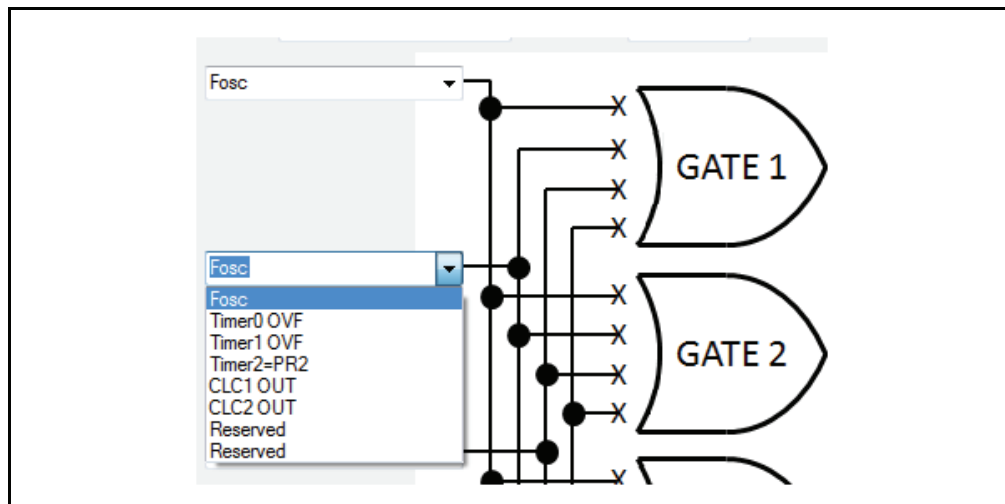 Fosc
X
X
GATE 1
X
X
Fosc
Fosc
X
Timer0 OVF
Timer1 OVF
X
Timer2=PR2
GATE 2
CLC1 OUT
X
CLC2 OUT
X
Reserved
Reserved
X